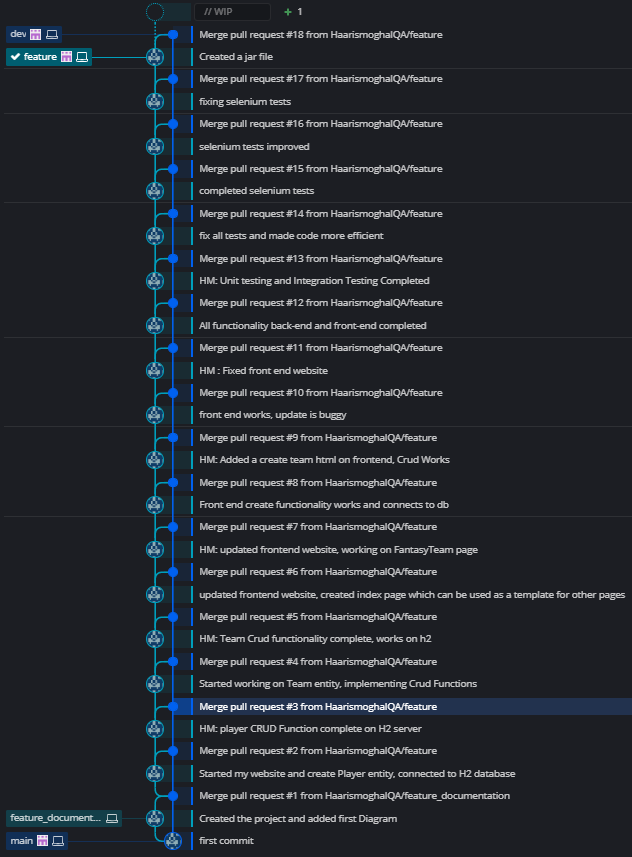 // WIP + 1
dev Merge pull request #18 from HaarismoghalQA/feature
feature Created a jar file
Merge pull request #17 from HaarismoghalQA/feature
fixing selenium tests
Merge pull request #16 from HaarismoghalQA/feature
selenium tests improved
Merge pull request #15 from HaarismoghalQA/feature
completed selenium tests
Merge pull request #14 from HaarismoghalQA/feature
fix all tests and made code more efficient
Merge pull request #13 from HaarismoghalQA/feature
HM: Unit testing and Integration Testing Completed
Merge pull request #12 from HaarismoghalQA/feature
All functionality back-end and front-end completed
Merge pull request #11 from HaarismoghalQA/feature
HM : Fixed front end website
Merge pull request #10 from HaarismoghalQA/feature
front end works, update is buggy
Merge pull request #9 from HaarismoghalQA/feature
HM: Added a create team html on frontend, Crud Works
Merge pull request #8 from HaarismoghalQA/feature
Front end create functionality works and connects to db
Merge pull request #7 from HaarismoghalQA/feature
HM: updated frontend website, working on FantasyTeam page
Merge pull request #6 from HaarismoghalQA/feature
updated frontend website, created index page which can be used as a template for other pages
Merge pull request #5 from HaarismoghalQA/feature
HM: Team Crud functionality complete, works on h2
Merge pull request #4 from HaarismoghalQA/feature
Started working on Team entity, implementing Crud Functions
Merge pull request #3 from HaarismoghalQA/feature
HM: player CRUD Function complete on H2 server
Merge pull request #2 from HaarismoghalQA/feature
Started my website and create Player entity, connected to H2 database
Merge pull request #1 from HaarismoghalQA/feature_documentation
feature_document... Created the project and added first Diagram
main first commit